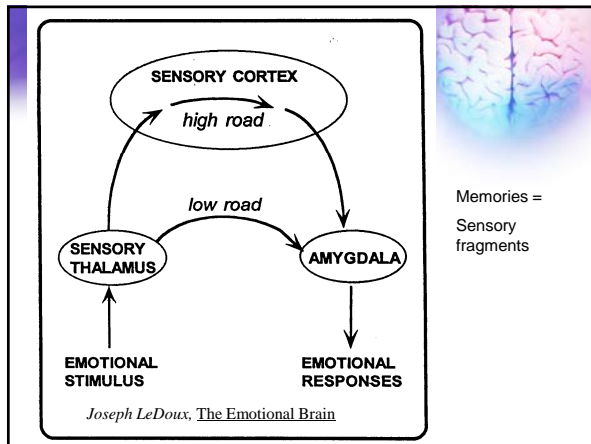 SENSORY CORTEX
high road
low road
SENSORY
THALAMUS
AMYGDALA
EMOTIONAL
STIMULUS
EMOTIONAL
RESPONSES
Joseph LeDoux, The Emotional Brain
Memories =
Sensory
fragments